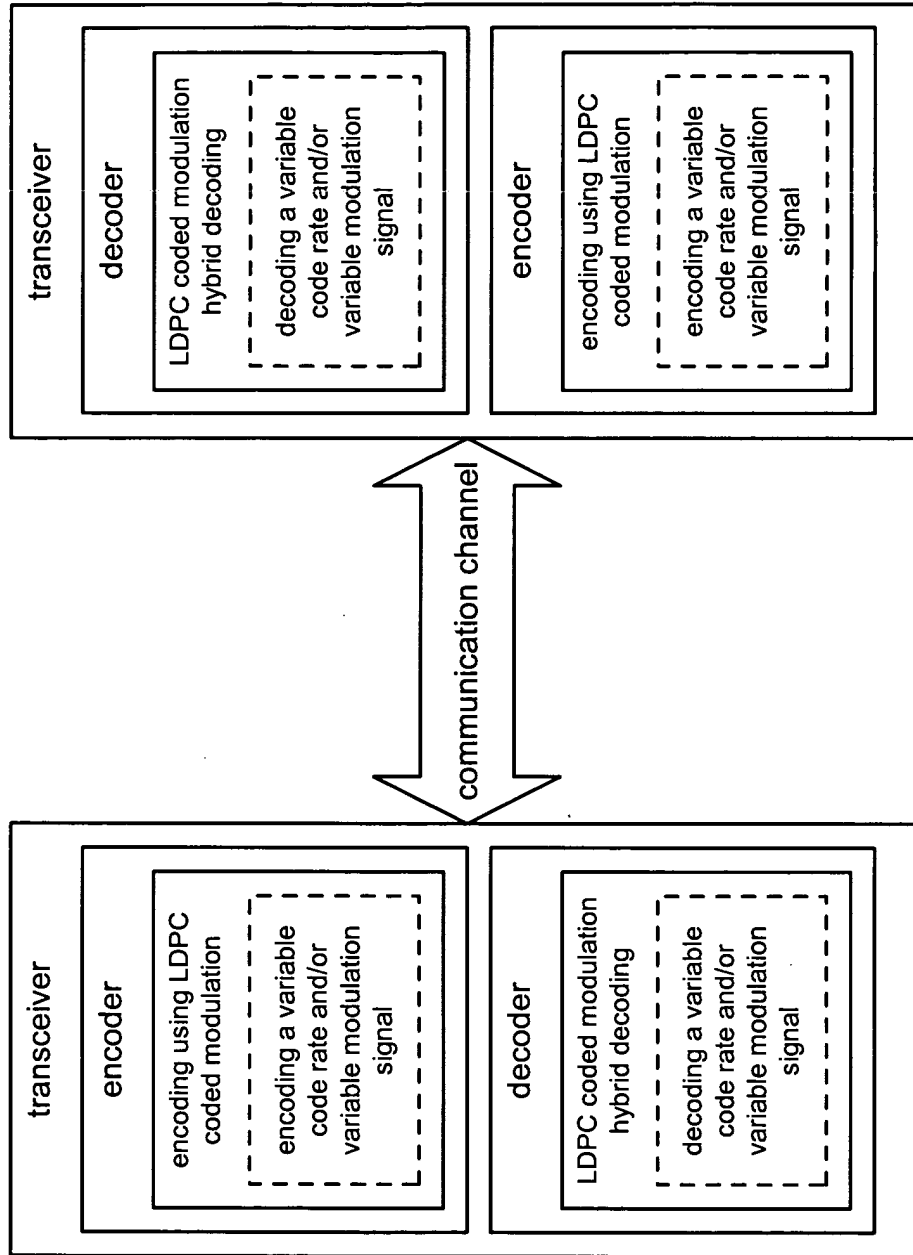 transceiver
encoder
encoding using LDPC
coded modulation
encoding a variable
code rate and/or
variable modulation
signal
decoder
LDPC coded modulation
hybrid decoding
decoding a variable
code rate and/or
variable modulation
signal
communication channel
transceiver
decoder
LDPC coded modulation
hybrid decoding
decoding a variable
code rate and/or
variable modulation
signal
encoder
encoding using LDPC
coded modulation
encoding a variable
code rate and/or
variable modulation
signal